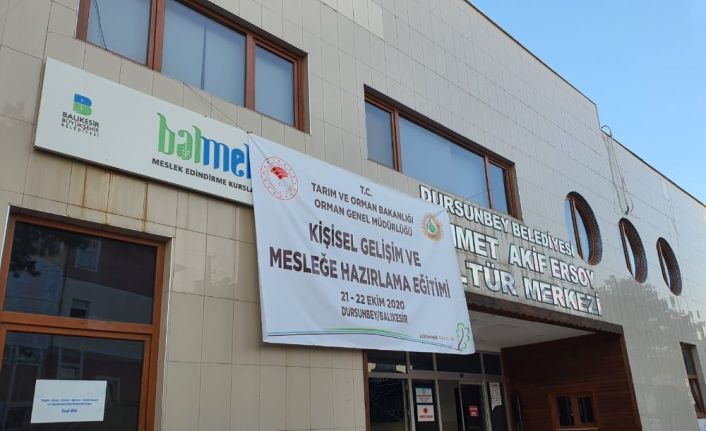 BALIKESİR
BÜYÜKŞEHİR
BELEDİYESİ
balmek
MESLEK EDİNDİRME KURSLA
T.C.
TARIM VE ORMAN BAKANLIĞI
ORMAN GENEL MÜDÜRLÜĞÜ
KİŞİSEL GELİŞİM VE
MESLEĞE HAZIRLAMA EĞİTİMİ
21 - 22 EKİM 2020
DURSUNBEY/BALIKESİR
DURSUNBEY BELEDİYESİ
MET AKİF ERSOY
LTÜR MERKEZİ